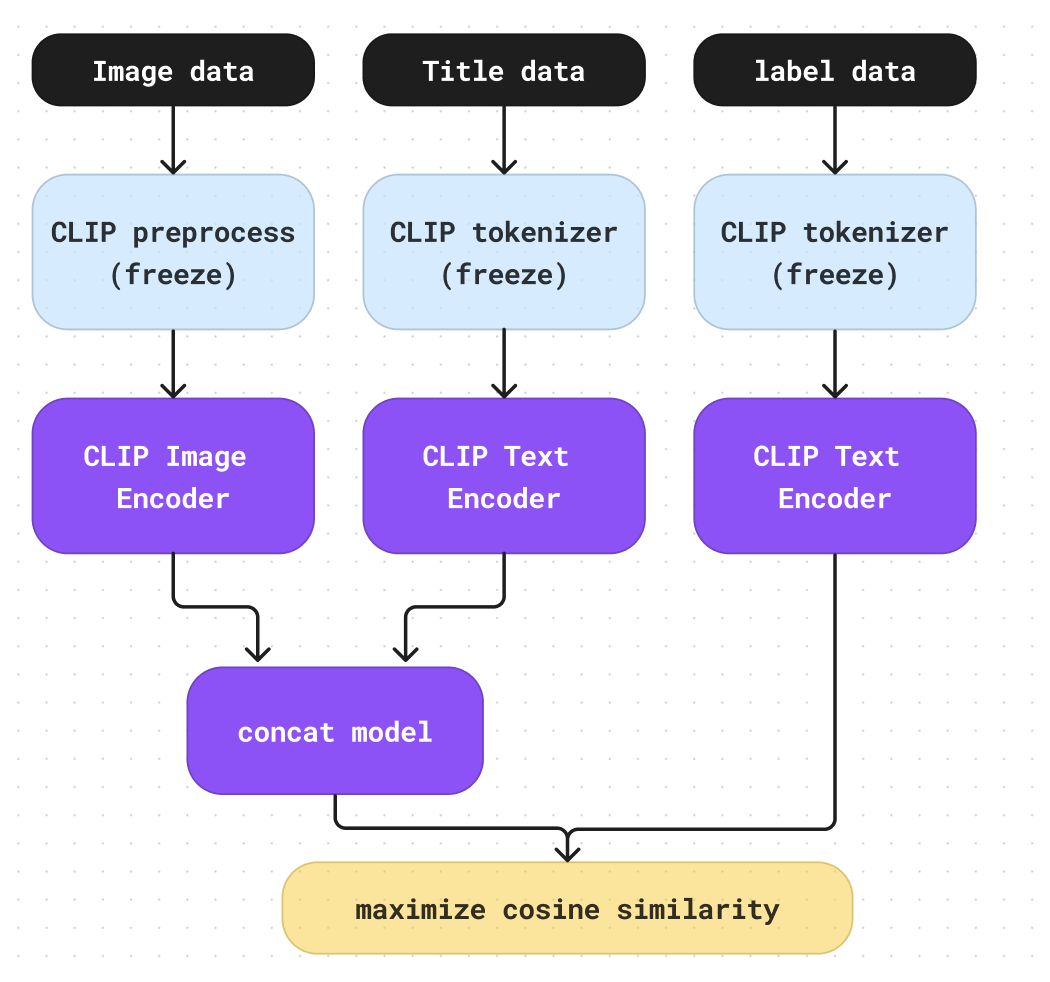 Image data
Title data
label data
CLIP preprocess
(freeze)
CLIP tokenizer
(freeze)
CLIP tokenizer
(freeze)
CLIP Image
Encoder
CLIP Text
Encoder
CLIP Text
Encoder
concat model
maximize cosine similarity